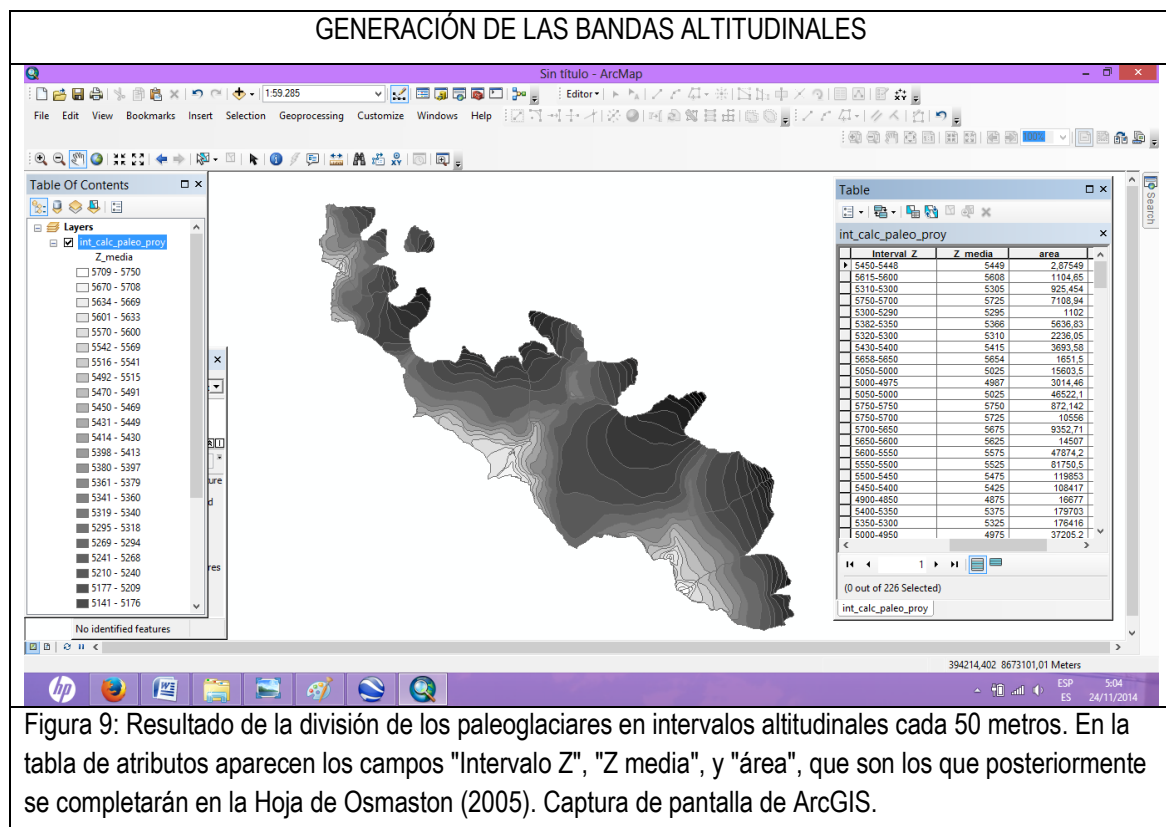 GENERACIÓN DE LAS BANDAS ALTITUDINALES
Sin título - ArcMap
1:59.285
Editor
File Edit View Bookmarks Insert Selection Geoprocessing Customize Windows Help
100%
Table Of Contents
Layers
int_calc_paleo_proy
Z_media
5709 - 5750
5670 - 5708
5634 - 5669
5601 - 5633
5570 - 5600
5542 - 5569
5516 - 5541
5492 - 5515
5470 - 5491
5450 - 5469
5431 - 5449
5414 - 5430
5398 - 5413
5380 - 5397
5361 - 5379
5341 - 5360
5319 - 5340
5295 - 5318
5269 - 5294
5241 - 5268
5210 - 5240
5177 - 5209
5141 - 5176
ure
d
res
No identified features
Table
int_calc_paleo_proy
Interval_Z Z_media area
5450-5448 5449 2,87549
5615-5600 5608 1104,65
5310-5300 5305 925,454
5750-5700 5725 7108,94
5300-5290 5295 1102
5382-5350 5366 5636,83
5320-5300 5310 2236,05
5430-5400 5415 3693,58
5658-5650 5654 1651,5
5050-5000 5025 15603,5
5000-4975 4987 3014,46
5050-5000 5025 46522,1
5750-5750 5750 872,142
5750-5700 5725 10556
5700-5650 5675 9352,71
5650-5600 5625 14507
5600-5550 5575 47874,2
5550-5500 5525 81750,5
5500-5450 5475 119853
5450-5400 5425 108417
4900-4850 4875 16677
5400-5350 5375 179703
5350-5300 5325 176416
5000-4950 4975 37205,2
1
(0 out of 226 Selected)
int_calc_paleo_proy
Search
394214,402 8673101,01 Meters
hp
ESP
ES
5:04
24/11/2014
Figura 9: Resultado de la división de los paleoglaciares en intervalos altitudinales cada 50 metros. En la
tabla de atributos aparecen los campos "Intervalo Z", "Z media", y "área", que son los que posteriormente
se completarán en la Hoja de Osmaston (2005). Captura de pantalla de ArcGIS.